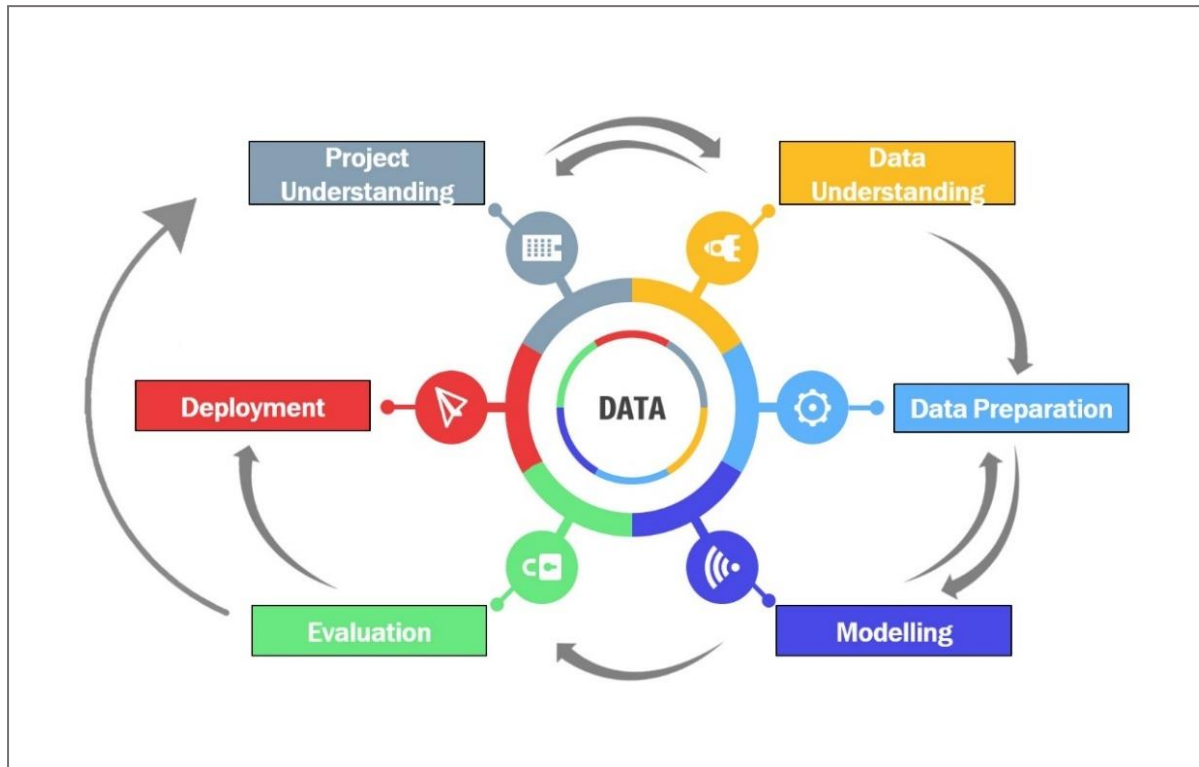 Project
Understanding
Data
Understanding
Deployment
DATA
Data Preparation
Evaluation
Modelling